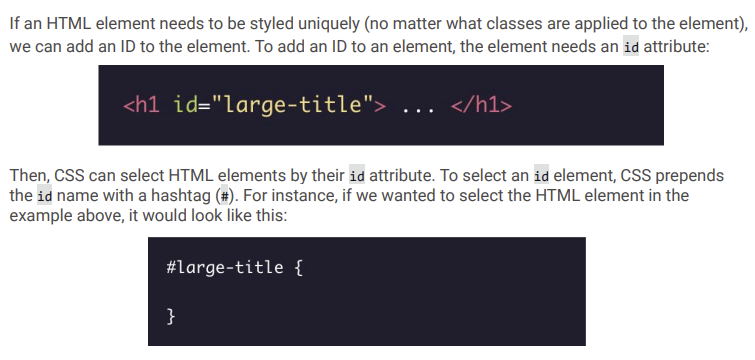 If an HTML element needs to be styled uniquely (no matter what classes are applied to the element),
we can add an ID to the element. To add an ID to an element, the element needs an id attribute:
<h1 id="large-title"> ... </h1>
Then, CSS can select HTML elements by their id attribute. To select an id element, CSS prepends
the id name with a hashtag (#). For instance, if we wanted to select the HTML element in the
example above, it would look like this:
#large-title {
}